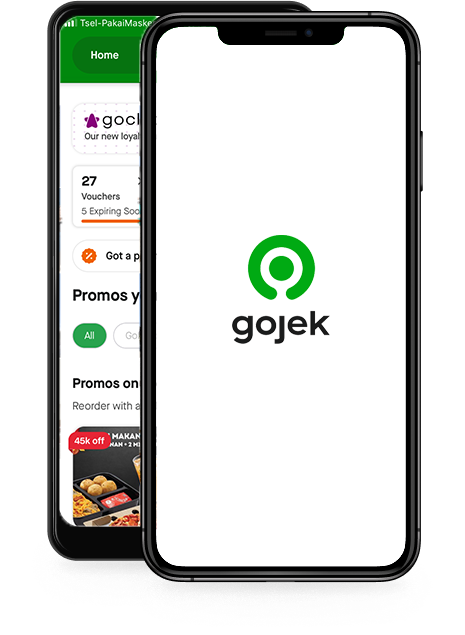 Tsel-PakaiMaske
Home
27
Vouchers
5 Expiring Soo
Got a p
Promos y
All
Go
Promos on
Reorder with a
45k off
MAKAN
gojek
Our new loyal